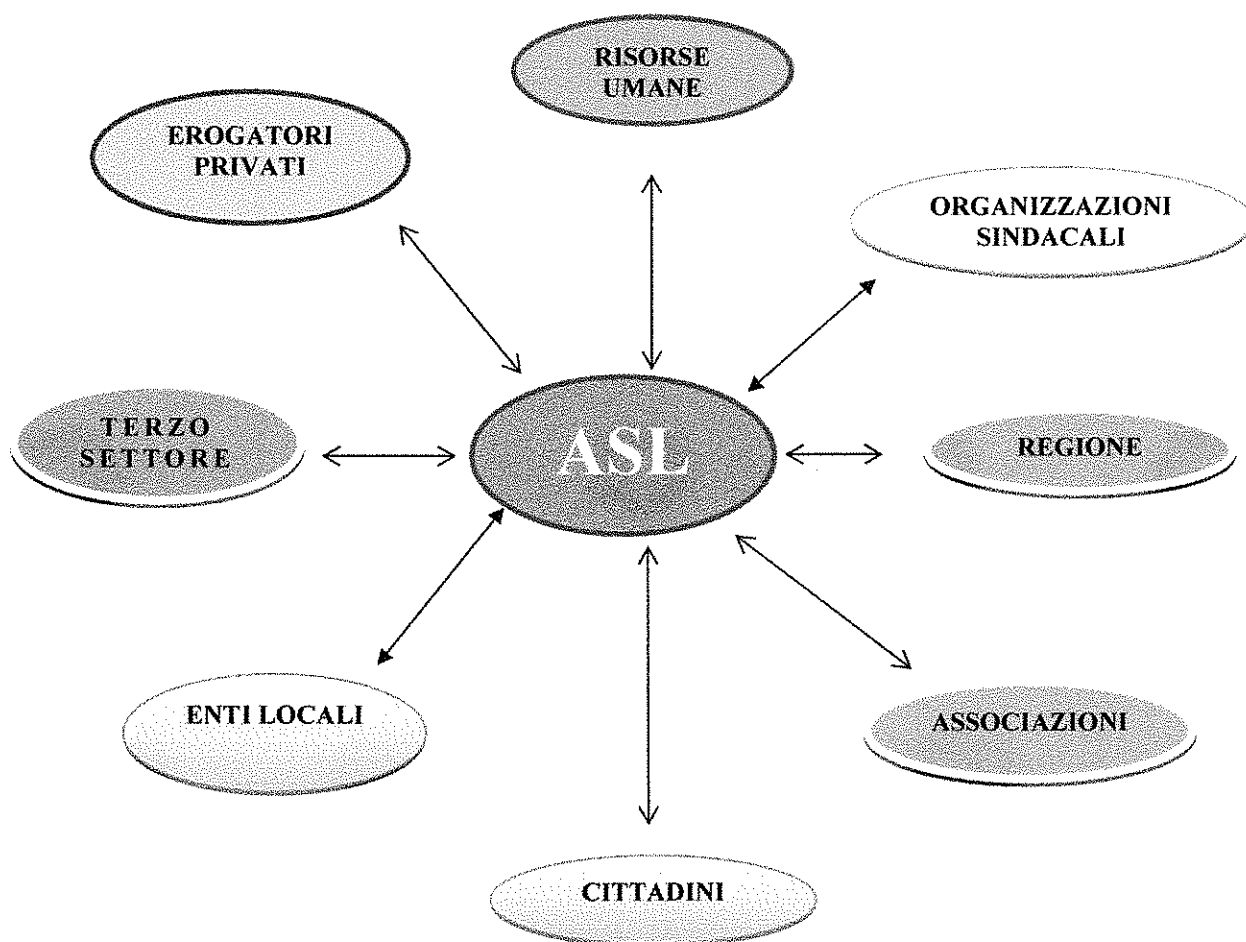 RISORSE
UMANE
EROGATORI
PRIVATI
ORGANIZZAZIONI
SINDACALI
TERZO
SETTORE
ASL
REGIONE
ENTI LOCALI
ASSOCIAZIONI
CITTADINI